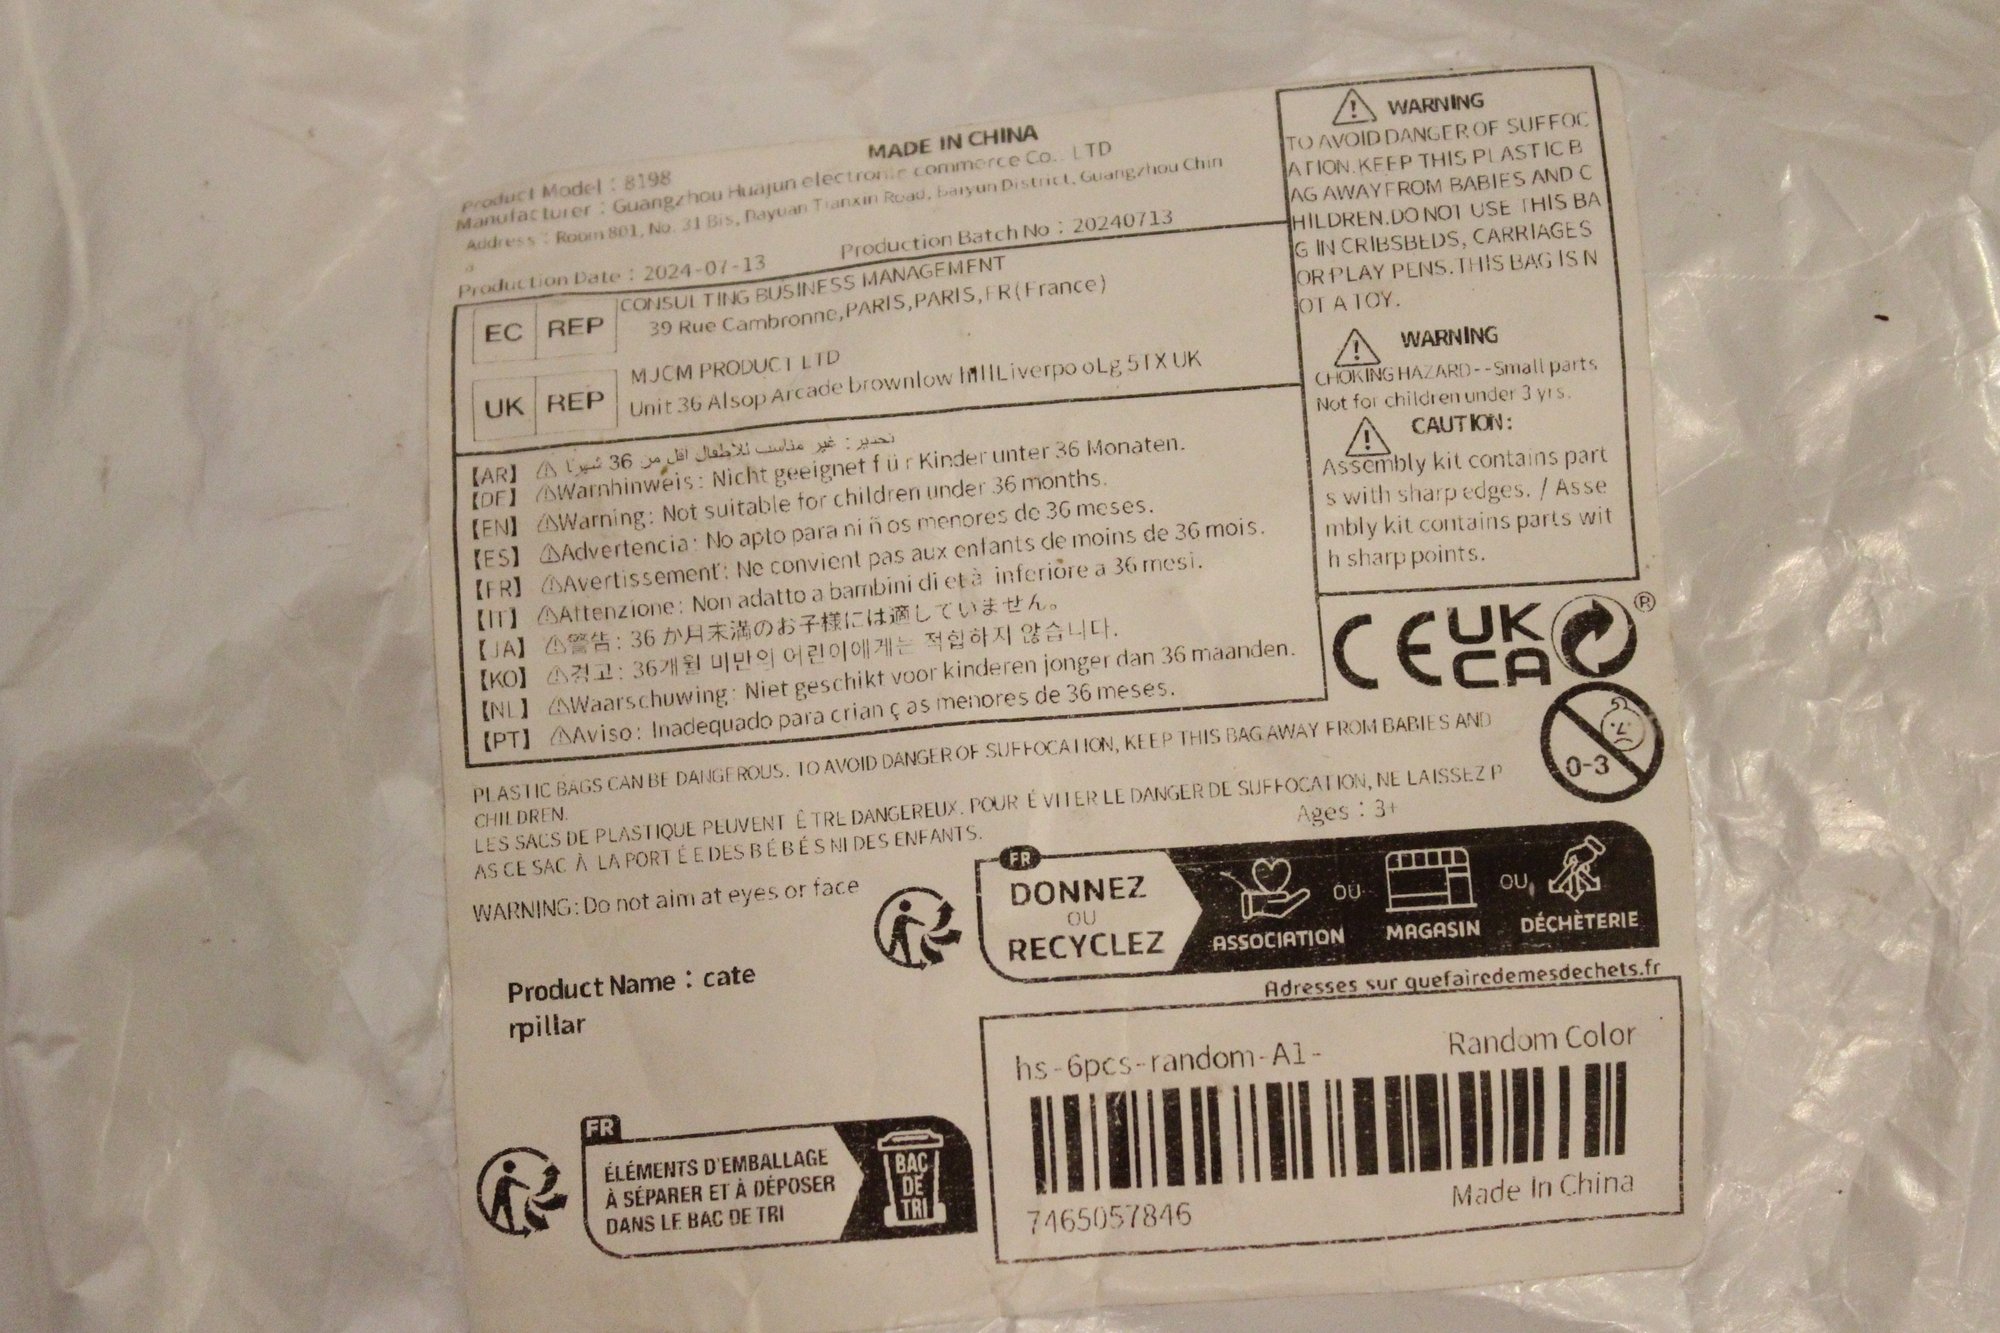 MADE IN CHINA
Product Model : 8198
Manufacturer : Guangzhou Huajun electronic commerce Co., LTD
Address : Room 801, No. 31 Bis, Dayuan Tianxin Road, Baiyun District, Guangzhou Chin
a
Production Date : 2024-07-13 Production Batch No : 20240713
EC REP
CONSULTING BUSINESS MANAGEMENT
39 Rue Cambronne,PARIS,PARIS,FR(France)
UK REP
MJCM PRODUCT LTD
Unit 36 Alsop Arcade brownlow hillLiverpo oLg 5TX UK
【AR】 ⚠ تحذير: غير مناسب للأطفال أقل من 36 شهرًا
【DE】 ⚠Warnhinweis: Nicht geeignet f ü r Kinder unter 36 Monaten.
【EN】 ⚠Warning: Not suitable for children under 36 months.
【ES】 ⚠Advertencia: No apto para ni ñ os menores de 36 meses.
【FR】 ⚠Avertissement: Ne convient pas aux enfants de moins de 36 mois.
【IT】 ⚠Attenzione: Non adatto a bambini di et à inferiore a 36 mesi.
【JA】 ⚠警告: 36 か月未満のお子様には適していません。
【KO】 ⚠경고: 36개월 미만의 어린이에게는 적합하지 않습니다.
【NL】 ⚠Waarschuwing: Niet geschikt voor kinderen jonger dan 36 maanden.
【PT】 ⚠Aviso: Inadequado para crian ç as menores de 36 meses.
WARNING
TO AVOID DANGER OF SUFFOC
ATION.KEEP THIS PLASTIC B
AG AWAY FROM BABIES AND C
HILDREN.DO NOT USE THIS BA
G IN CRIBSBEDS, CARRIAGES
OR PLAY PENS.THIS BAG IS N
OT A TOY.
WARNING
CHOKING HAZARD--Small parts
Not for children under 3 yrs.
CAUTION:
Assembly kit contains part
s with sharp edges. / Asse
mbly kit contains parts wit
h sharp points.
CE UK
CA ®
0-3
PLASTIC BAGS CAN BE DANGEROUS. TO AVOID DANGER OF SUFFOCATION, KEEP THIS BAG AWAY FROM BABIES AND
CHILDREN.
LES SACS DE PLASTIQUE PEUVENT Ê TRE DANGEREUX. POUR É VITER LE DANGER DE SUFFOCATION, NE LAISSEZ P
AS CE SAC À LA PORT É E DES B É B É S NI DES ENFANTS.
Ages : 3+
WARNING: Do not aim at eyes or face
FR
DONNEZ
OU
RECYCLEZ
ASSOCIATION OU MAGASIN OU DÉCHÈTERIE
Adresses sur quefairedemesdechets.fr
Product Name : cate
rpillar
hs-6pcs-random-A1- Random Color
7465057846 Made In China
FR
ÉLÉMENTS D'EMBALLAGE
À SÉPARER ET À DÉPOSER
DANS LE BAC DE TRI
BAC
DE
TRI